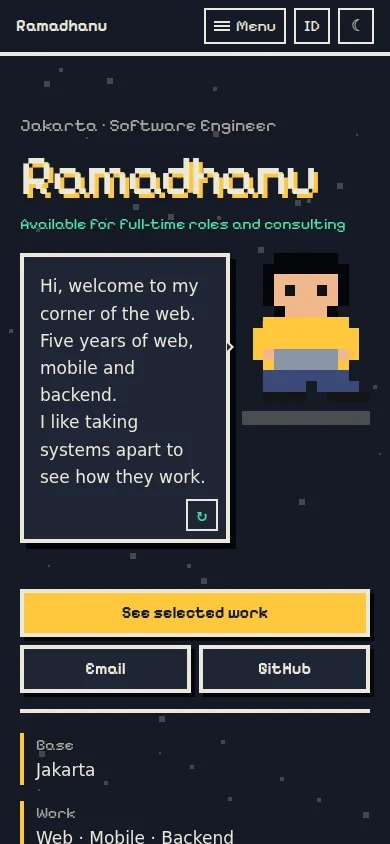 Ramadhanu
Menu
ID
Jakarta · Software Engineer
Ramadhanu
Available for full-time roles and consulting
Hi, welcome to my
corner of the web.
Five years of web,
mobile and
backend.
I like taking
systems apart to
see how they work.
See selected work
Email
GitHub
Base
Jakarta
Work
Web · Mobile · Backend